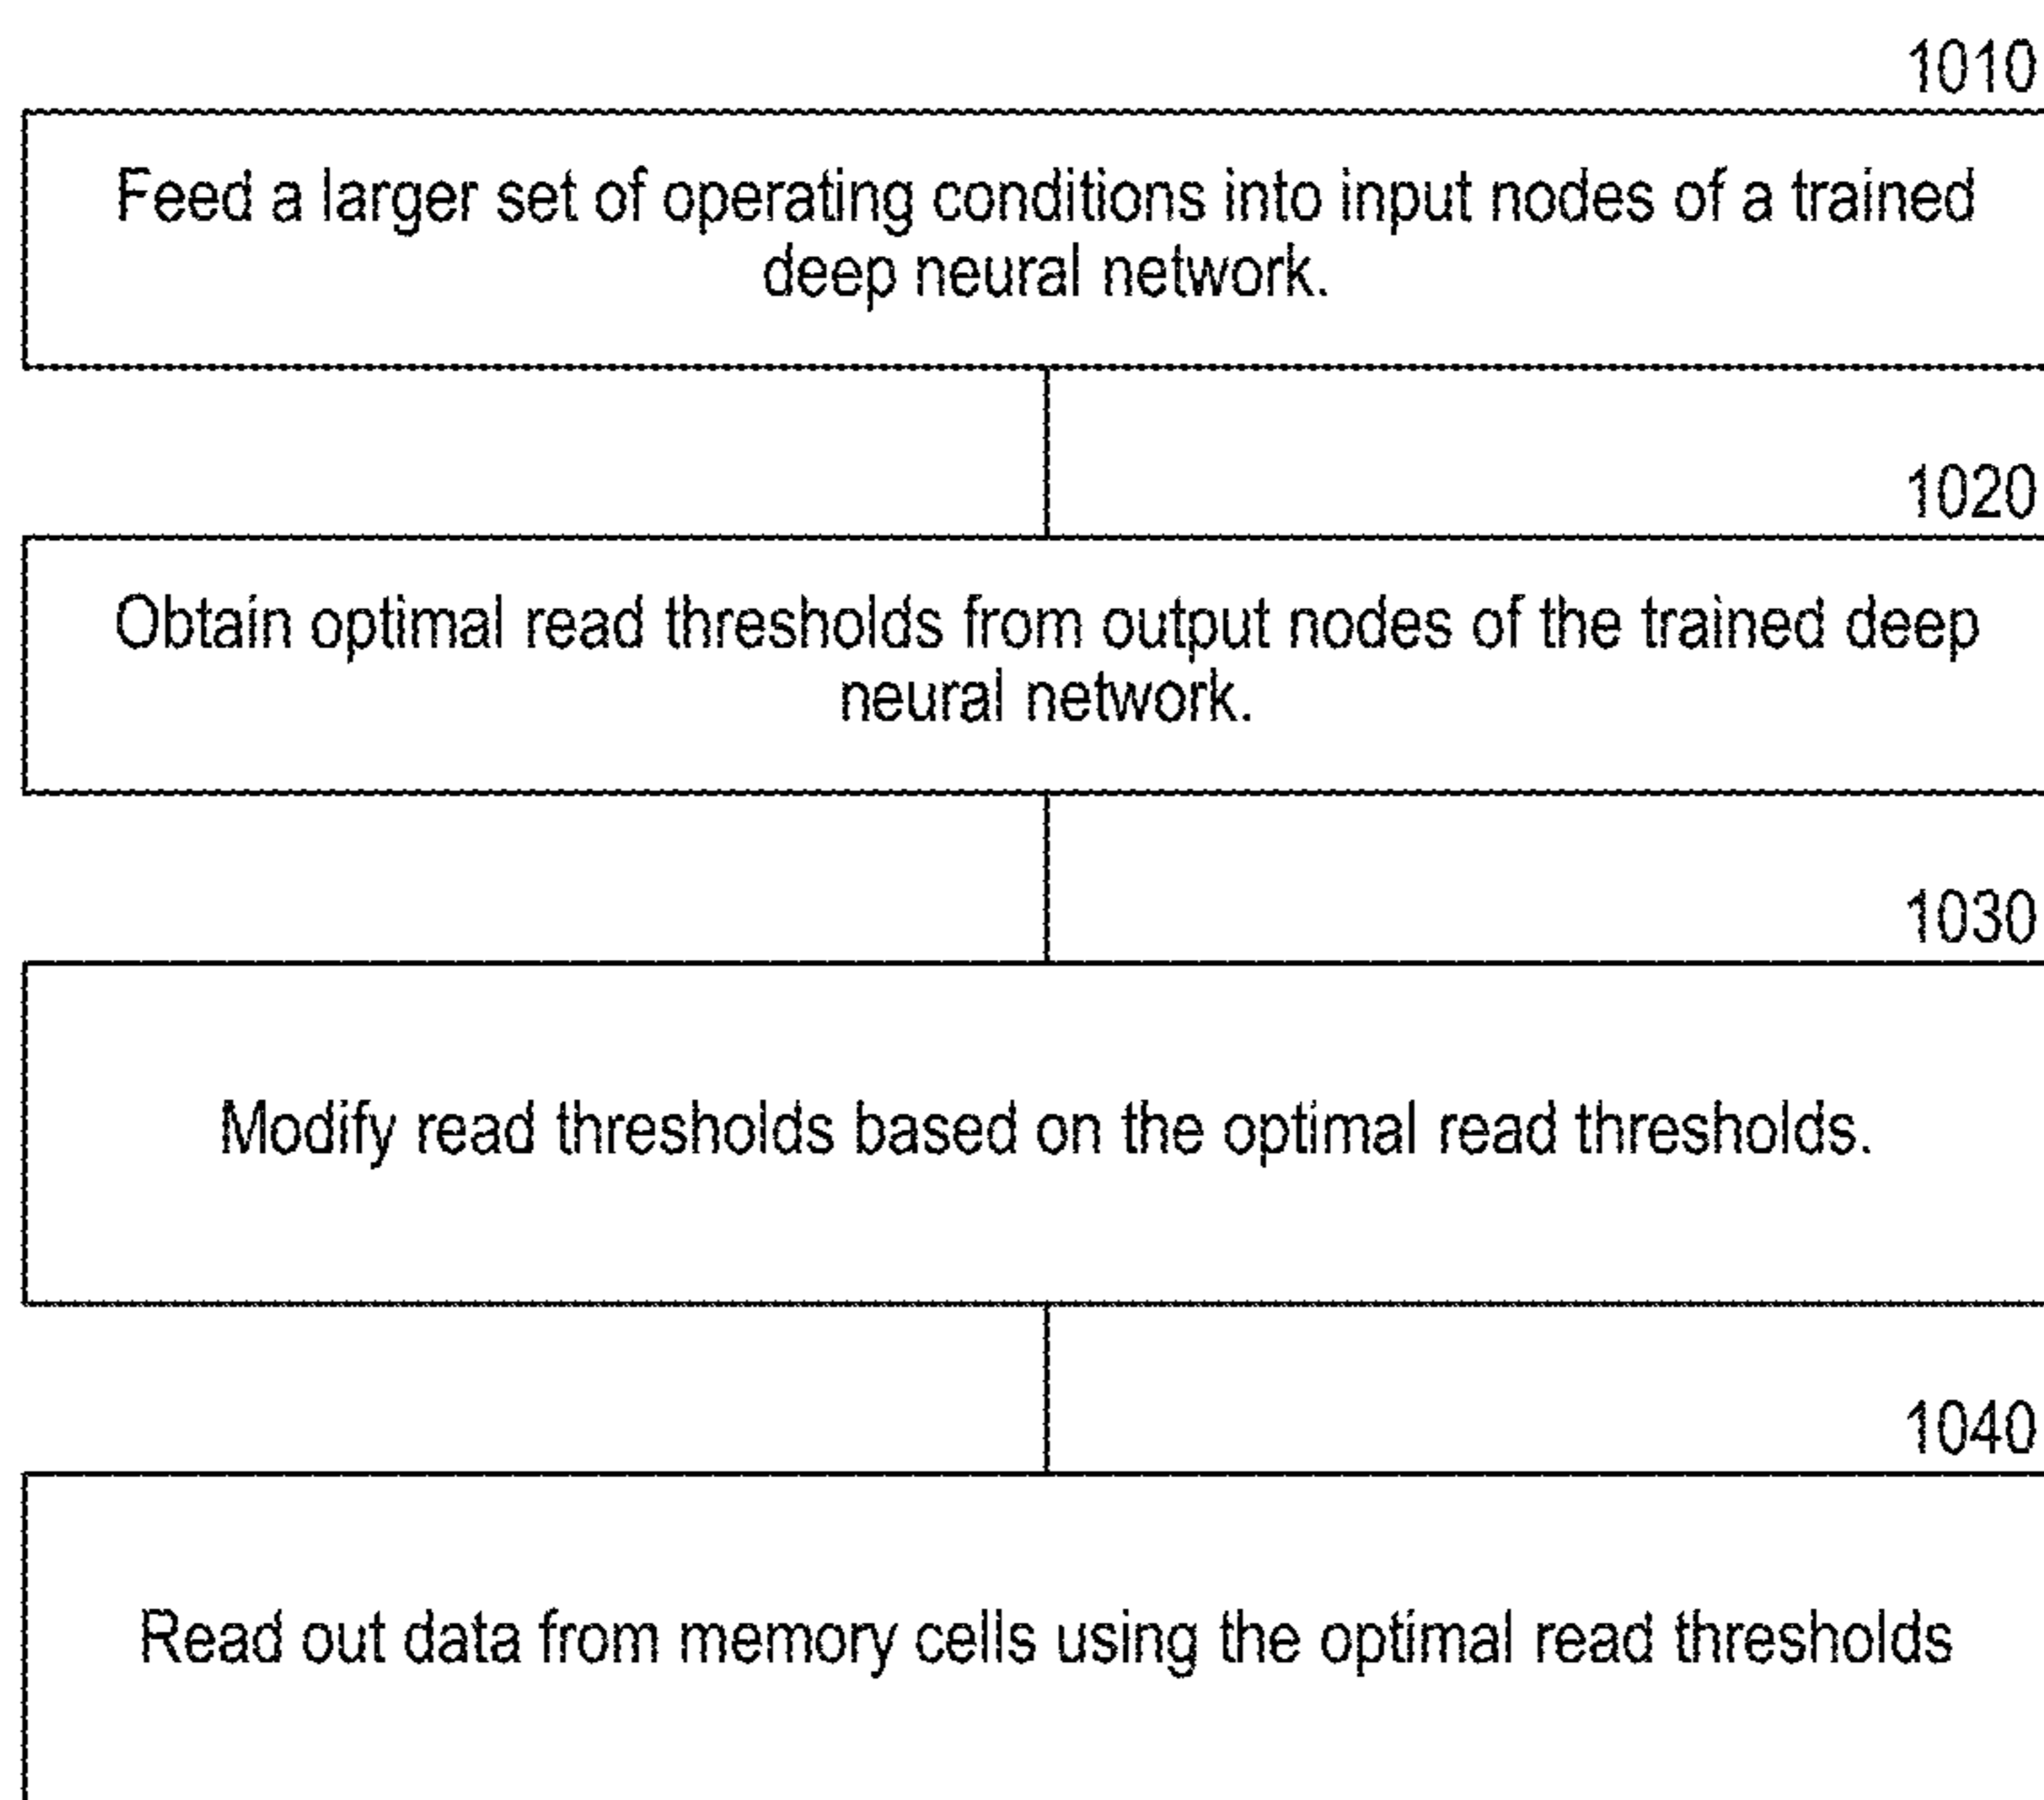 1010
Feed a larger set of operating conditions into input nodes of a trained
deep neural network.
1020
Obtain optimal read thresholds from output nodes of the trained deep
neural network.
1030
Modify read thresholds based on the optimal read thresholds.
1040
Read out data from memory cells using the optimal read thresholds